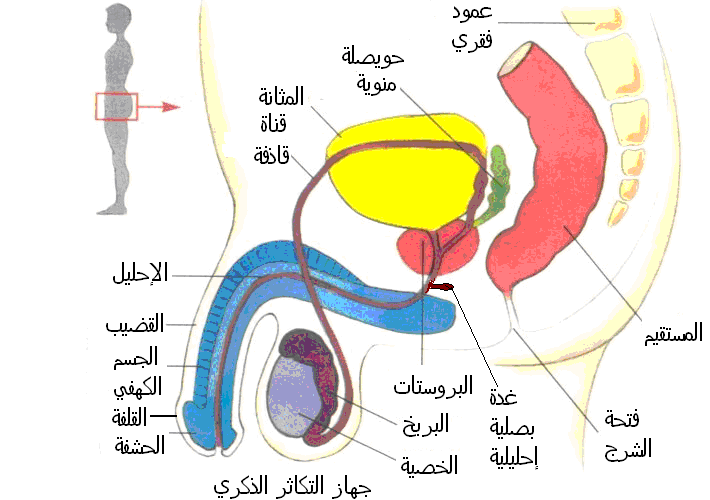 عمود
فقري
حويصلة
منوية
المثانة
قناة
قاذفة
الإحليل
القضيب
الجسم
الكهفي
القلفة
الحشفة
المستقيم
البروستات
البربخ
الخصية
غدة
بصلية
إحليلية
فتحة
الشرج
جهاز التكاثر الذكري